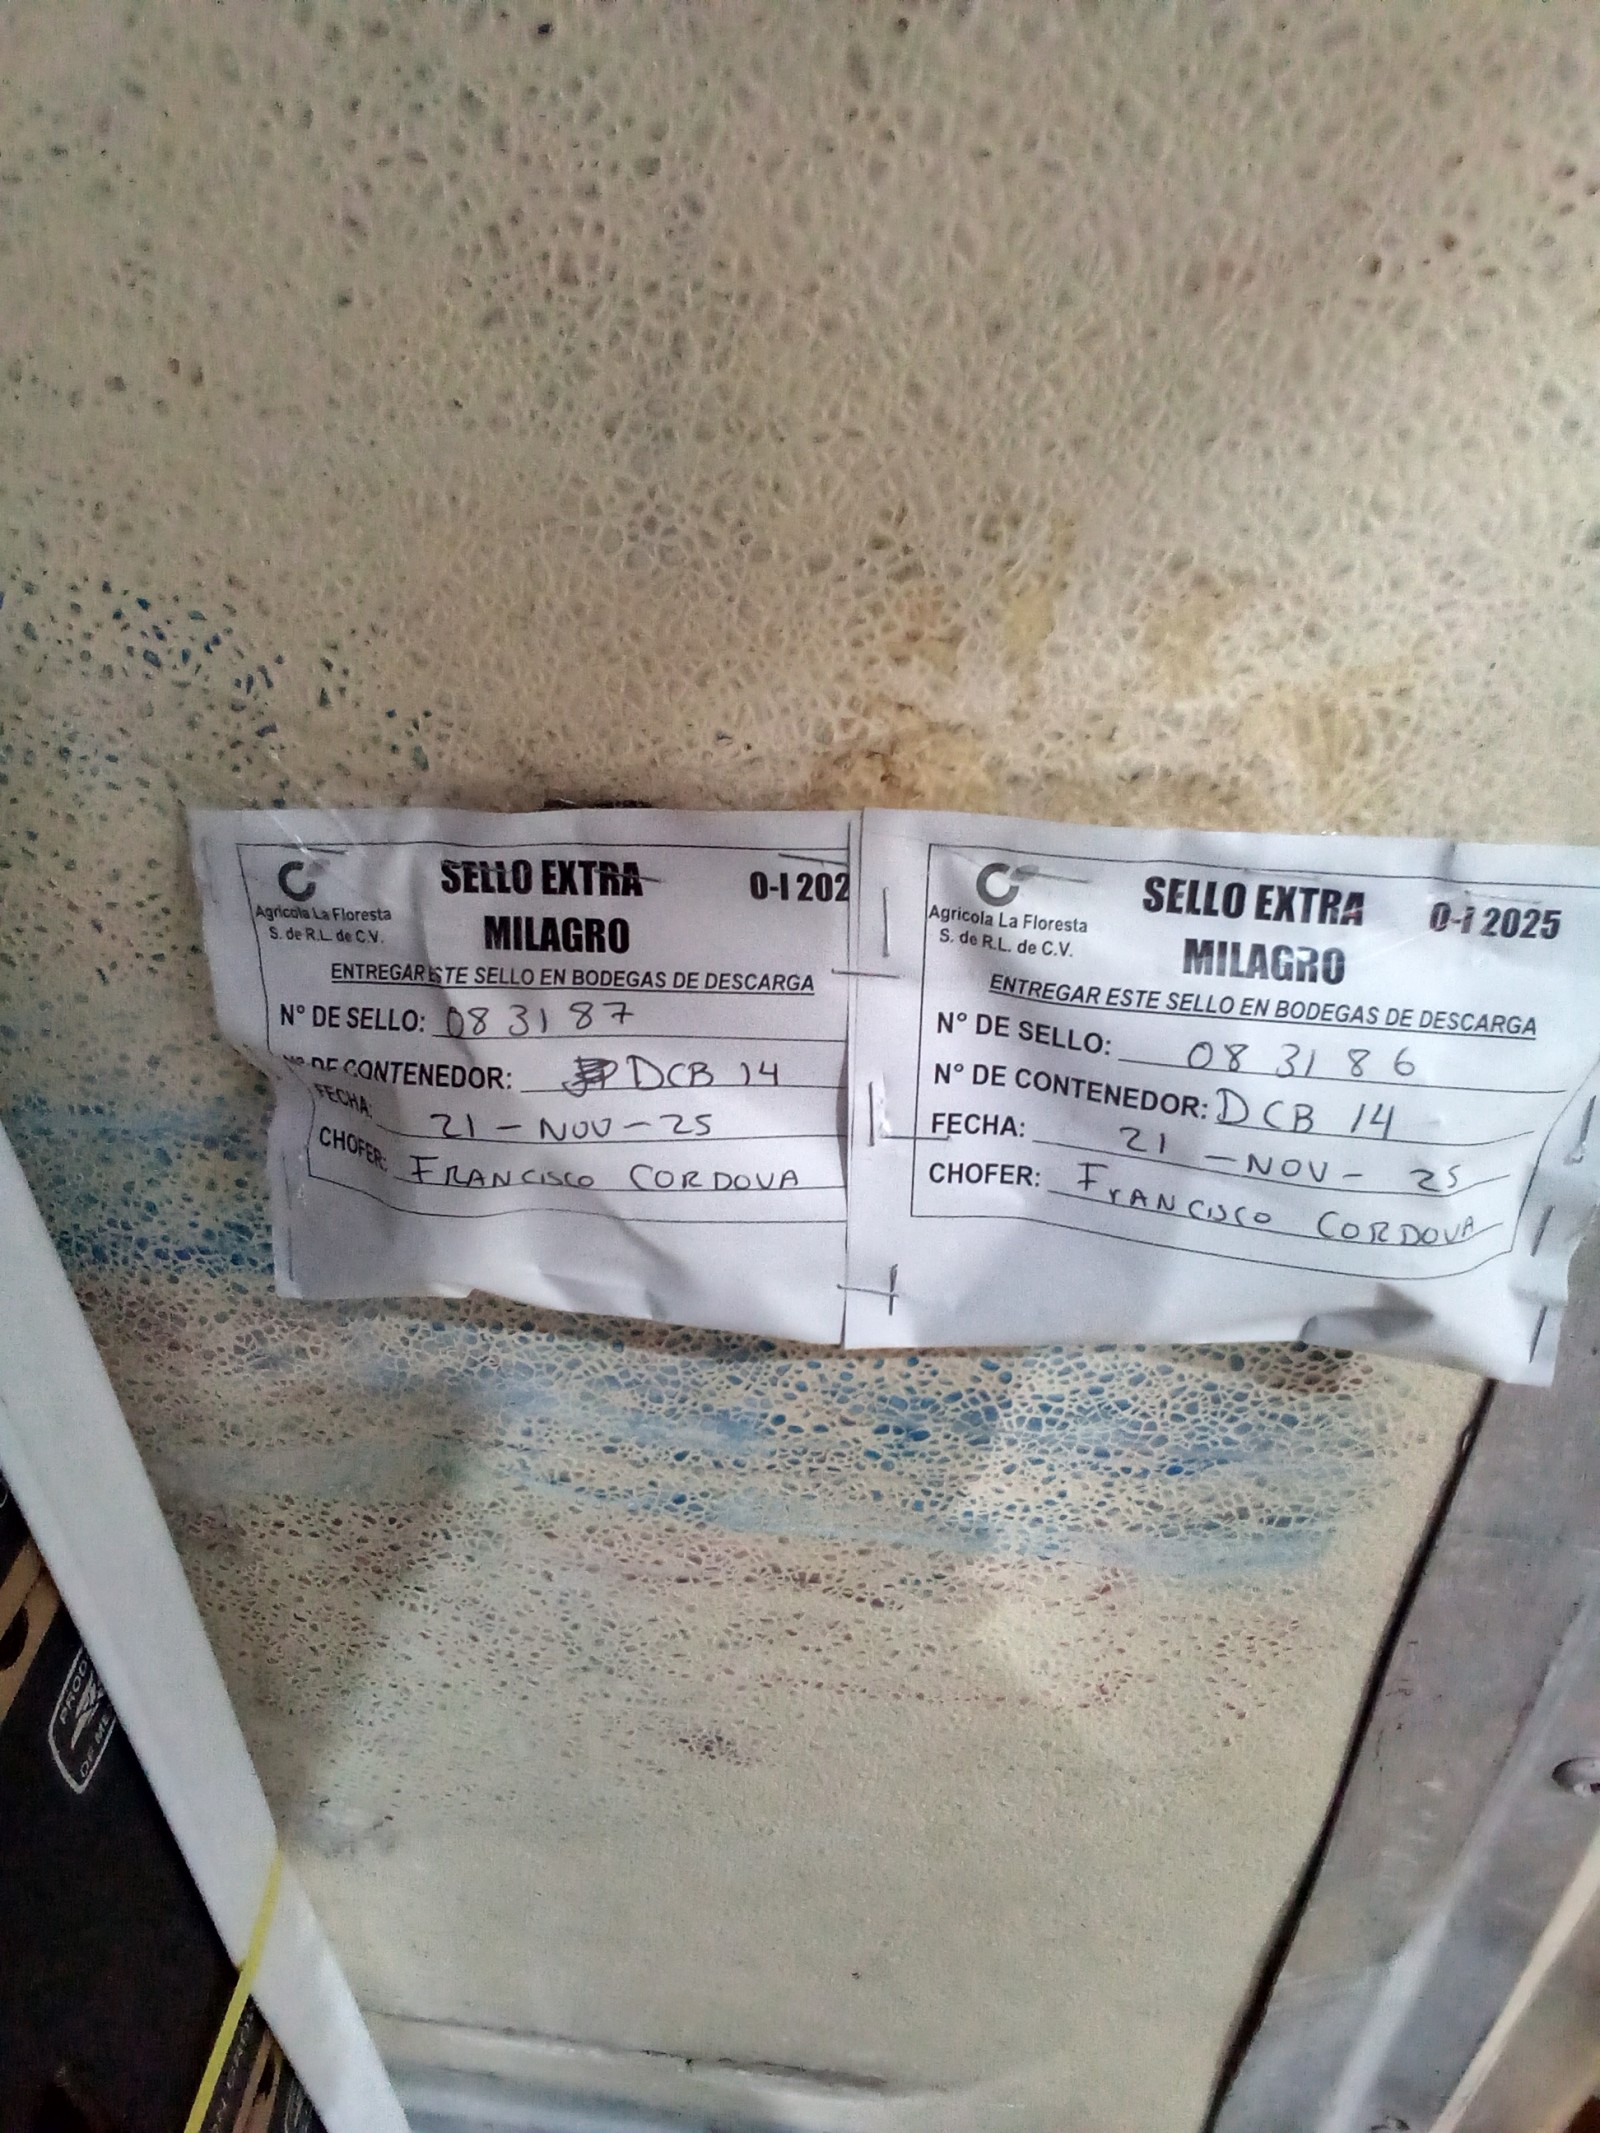 Agricola La Floresta
S. de R.L. de C.V.
SELLO EXTRA
MILAGRO
O-I 202
ENTREGAR ESTE SELLO EN BODEGAS DE DESCARGA
N° DE SELLO: 083187
N° DE CONTENEDOR: DCB 14
FECHA: 21-NOV-25
CHOFER: FRANCISCO CORDOVA
Agricola La Floresta
S. de R.L. de C.V.
SELLO EXTRA
MILAGRO
O-I 2025
ENTREGAR ESTE SELLO EN BODEGAS DE DESCARGA
N° DE SELLO: 083186
N° DE CONTENEDOR: DCB 14
FECHA: 21-NOV-25
CHOFER: FrANCISCO CORDOVA
PROD
DE ME